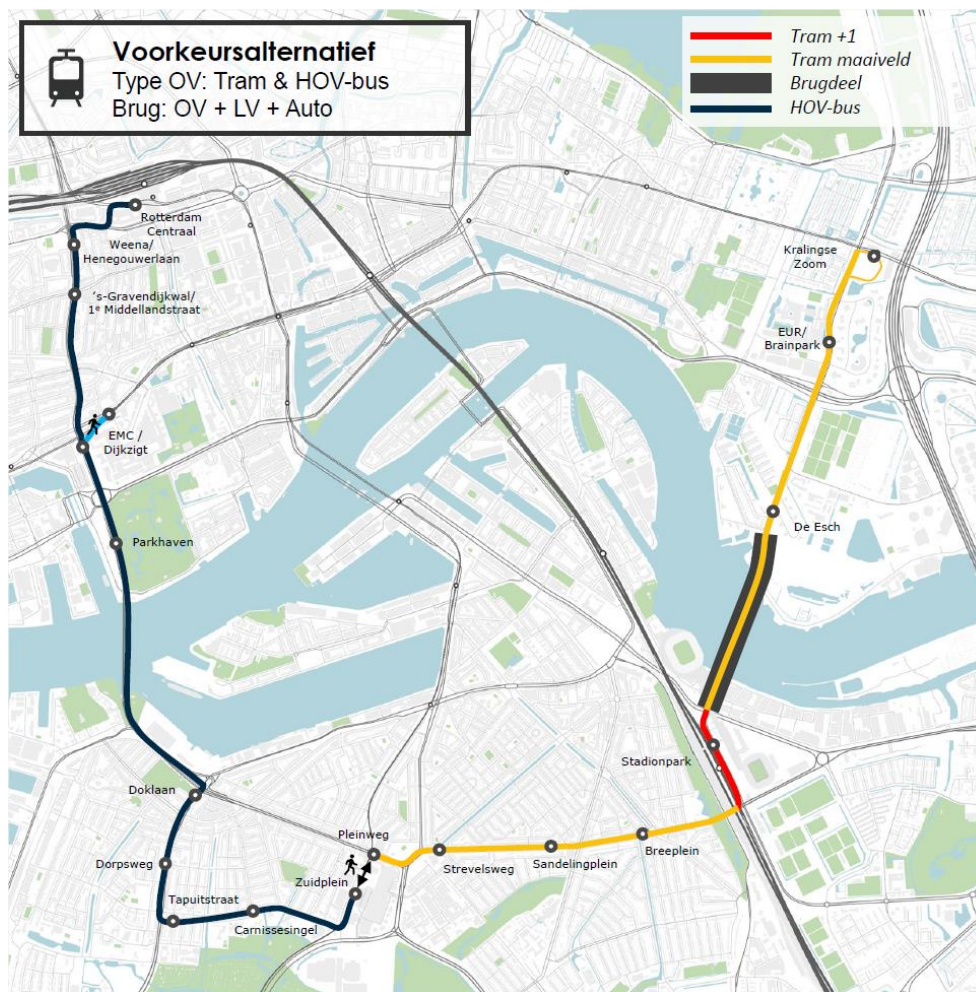 Voorkeursalternatief
Type OV: Tram & HOV-bus
Brug: OV + LV + Auto
Tram +1
Tram maaiveld
Brugdeel
HOV-bus
Rotterdam
Centraal
Weena/
Henegouwerlaan
's-Gravendijkwal/
1e Middellandstraat
EMC /
Dijkzigt
Parkhaven
Doklaan
Dorpsweg
Tapuitstraat
Carnissesingel
Zuidplein
Pleinweg
Strevelsweg
Sandelingplein
Breeplein
Stadionpark
De Esch
EUR/
Brainpark
Kralingse
Zoom